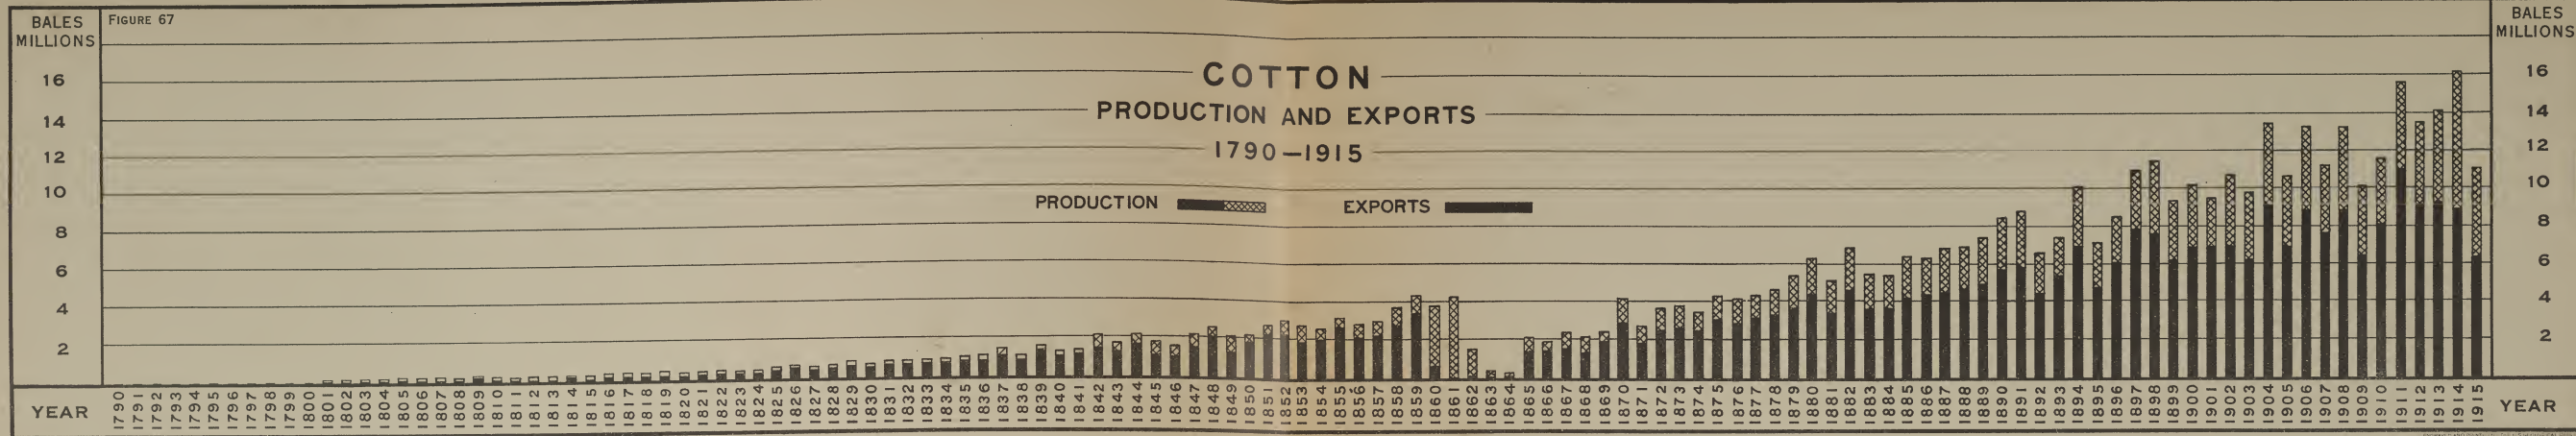 BALES
MILLIONS
FIGURE 67
BALES
MILLIONS
COTTON
PRODUCTION AND EXPORTS
1790—1915
PRODUCTION
EXPORTS
16
14
12
10
8
6
4
2
16
14
12
10
8
6
4
2
YEAR
1790 1791 1792 1793 1794 1795 1796 1797 1798 1799 1800 1801 1802 1803 1804 1805 1806 1807 1808 1809 1810 1811 1812 1813 1814 1815 1816 1817 1818 1819 1820 1821 1822 1823 1824 1825 1826 1827 1828 1829 1830 1831 1832 1833 1834 1835 1836 1837 1838 1839 1840 1841 1842 1843 1844 1845 1846 1847 1848 1849 1850 1851 1852 1853 1854 1855 1856 1857 1858 1859 1860 1861 1862 1863 1864 1865 1866 1867 1868 1869 1870 1871 1872 1873 1874 1875 1876 1877 1878 1879 1880 1881 1882 1883 1884 1885 1886 1887 1888 1889 1890 1891 1892 1893 1894 1895 1896 1897 1898 1899 1900 1901 1902 1903 1904 1905 1906 1907 1908 1909 1910 1911 1912 1913 1914 1915
YEAR